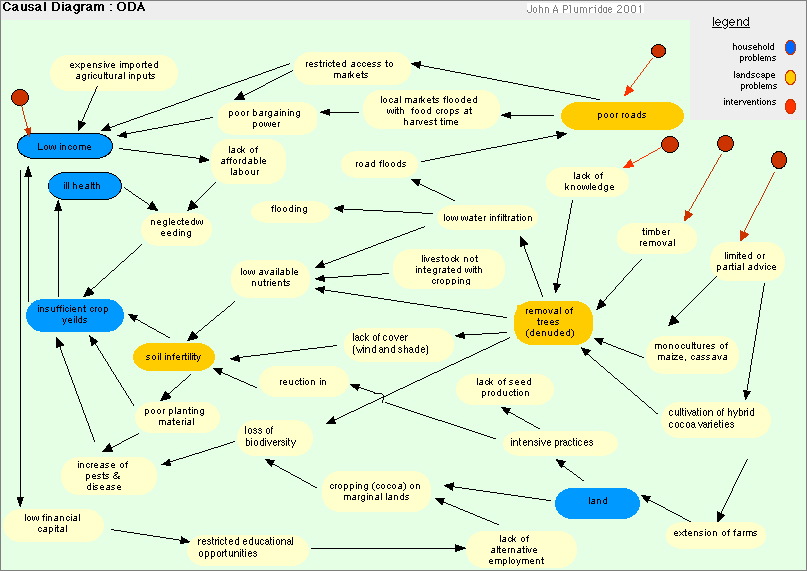 Causal Diagram : ODA
John A Plumridge 2001
legend
household
problems
landscape
problems
interventions
expensive imported
agricultural inputs
restricted access to
markets
poor bargaining
power
local markets flooded
with food crops at
harvest time
poor roads
Low income
lack of
affordable
labour
road floods
lack of
knowledge
ill health
neglectedw
eeding
flooding
low water infiltration
timber
removal
limited or
partial advice
low available
nutrients
livestock not
integrated with
cropping
insufficient crop
yeilds
removal of
trees
(denuded)
soil infertility
lack of cover
(wind and shade)
monocultures of
maize, cassava
reuction in
lack of seed
production
poor planting
material
cultivation of hybrid
cocoa varieties
loss of
biodiversity
intensive practices
increase of
pests &
disease
cropping (cocoa) on
marginal lands
land
low financial
capital
extension of farms
restricted educational
opportunities
lack of
alternative
employment